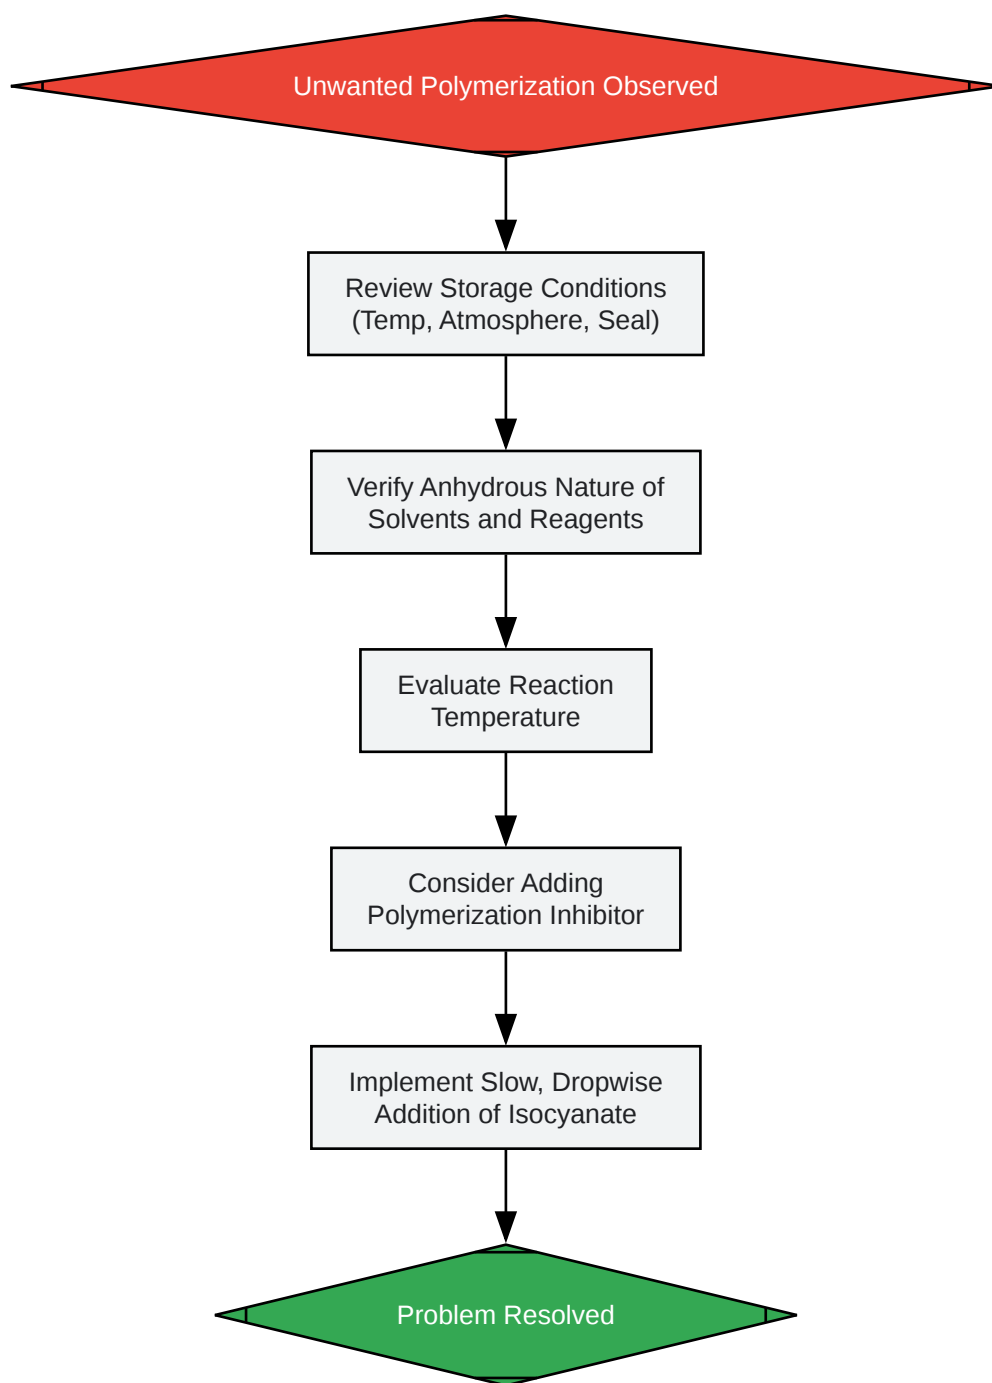 Unwanted Polymerization Observed
Review Storage Conditions
(Temp, Atmosphere, Seal)
Verify Anhydrous Nature of
Solvents and Reagents
Evaluate Reaction
Temperature
Consider Adding
Polymerization Inhibitor
Implement Slow, Dropwise
Addition of Isocyanate
Problem Resolved